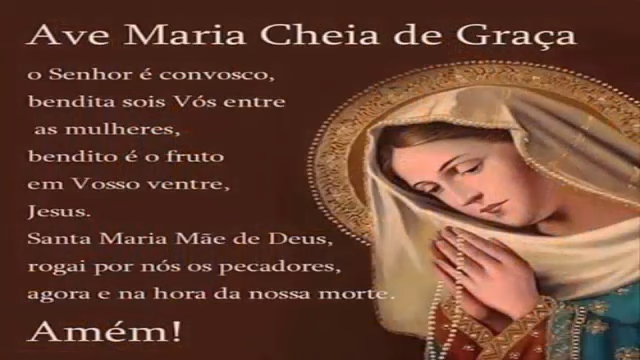 Ave Maria Cheia de Graça
o Senhor é convosco,
bendita sois Vós entre
as mulheres,
bendito é o fruto
em Vosso ventre,
Jesus.
Santa Maria Mãe de Deus,
rogai por nós os pecadores,
agora e na hora da nossa morte.
Amém!